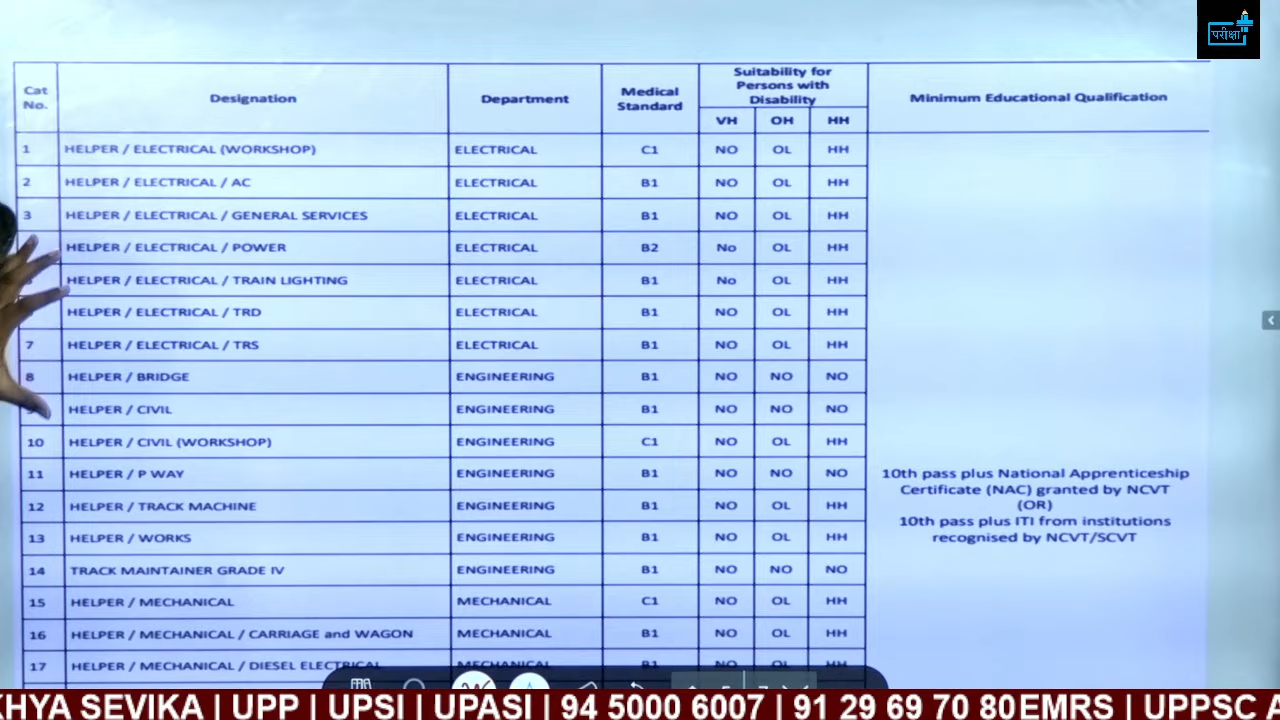 परीक्षा
Cat No. Designation Department Medical Standard Suitability for Persons with Disability Minimum Educational Qualification
VH OH HH
1 HELPER / ELECTRICAL (WORKSHOP) ELECTRICAL C1 NO OL HH
2 HELPER / ELECTRICAL / AC ELECTRICAL B1 NO OL HH
3 HELPER / ELECTRICAL / GENERAL SERVICES ELECTRICAL B1 NO OL HH
HELPER / ELECTRICAL / POWER ELECTRICAL B2 No OL HH
HELPER / ELECTRICAL / TRAIN LIGHTING ELECTRICAL B1 No OL HH
HELPER / ELECTRICAL / TRD ELECTRICAL B1 NO OL HH
7 HELPER / ELECTRICAL / TRS ELECTRICAL B1 NO OL HH
8 HELPER / BRIDGE ENGINEERING B1 NO NO NO
HELPER / CIVIL ENGINEERING B1 NO NO NO
10 HELPER / CIVIL (WORKSHOP) ENGINEERING C1 NO OL HH
11 HELPER / P WAY ENGINEERING B1 NO NO NO
12 HELPER / TRACK MACHINE ENGINEERING B1 NO OL HH
13 HELPER / WORKS ENGINEERING B1 NO OL HH
14 TRACK MAINTAINER GRADE IV ENGINEERING B1 NO NO NO
15 HELPER / MECHANICAL MECHANICAL C1 NO OL HH
16 HELPER / MECHANICAL / CARRIAGE and WAGON MECHANICAL B1 NO OL HH
17 HELPER / MECHANICAL / DIESEL ELECTRICAL MECHANICAL B1 NO OL HH
10th pass plus National Apprenticeship
Certificate (NAC) granted by NCVT
(OR)
10th pass plus ITI from institutions
recognised by NCVT/SCVT
KHYA SEVIKA | UPP | UPSI | UPASI | 94 5000 6007 | 91 29 69 70 80 EMRS | UPPSC A